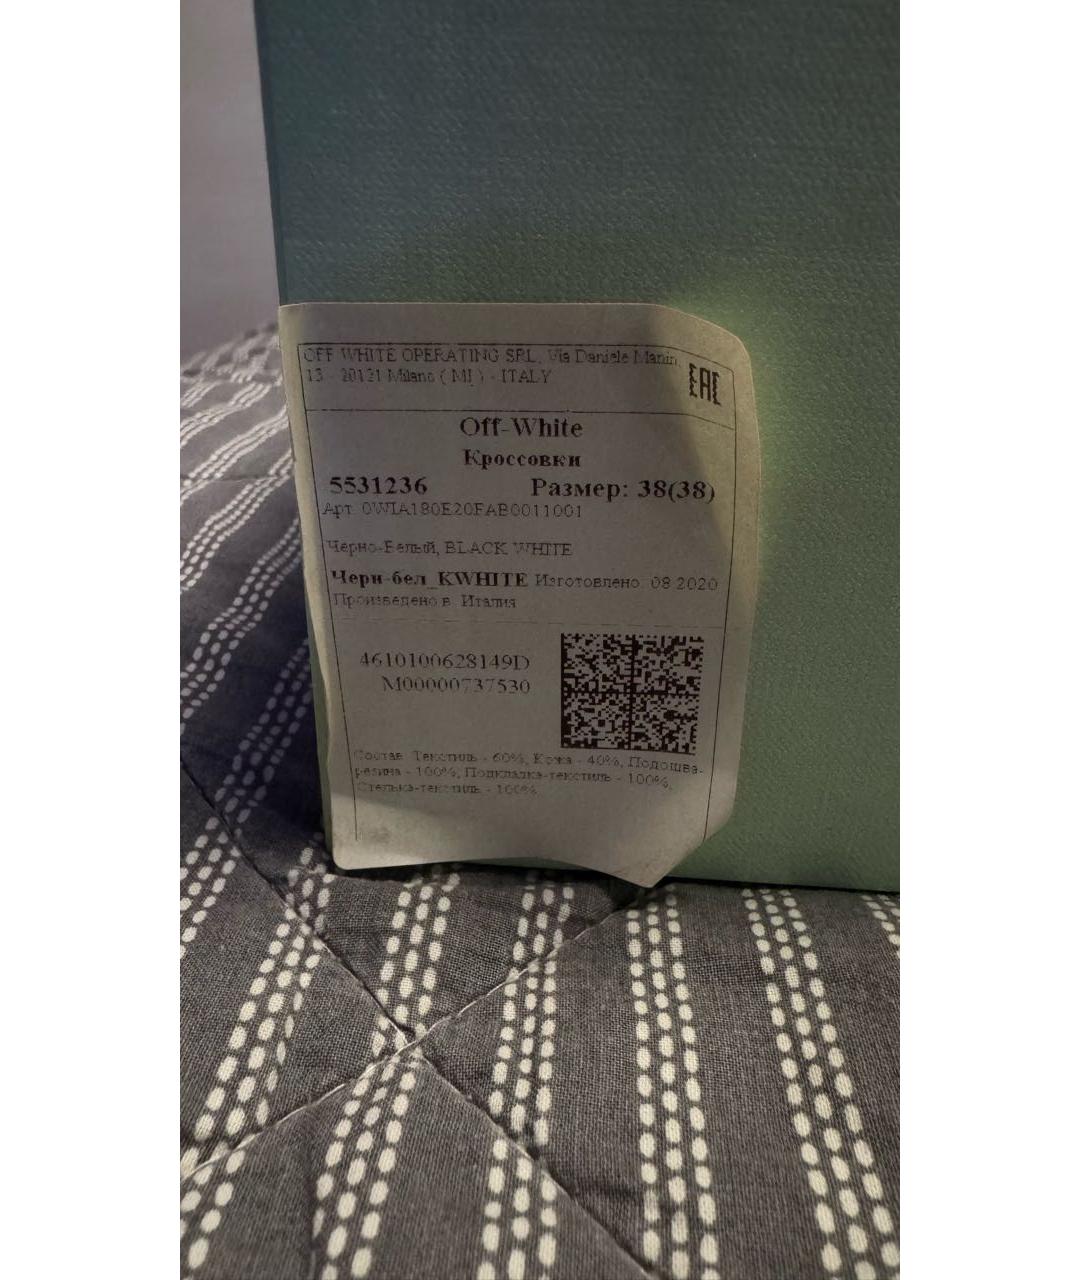 OFF WHITE OPERATING SRL, Via Daniele Manin,
13 - 20121 Milano ( MI ) - ITALY
EAC
Off-White
Кроссовки
5531236 Размер: 38(38)
Арт. 0WIA180E20FAB0011001
Черно-Белый, BLACK WHITE
Черн-бел_KWHITE Изготовлено: 08.2020
Произведено в: Италия
4610100628149D
M00000737530
Состав: Текстиль - 60%, Кожа - 40%, Подошва-
резина - 100%, Подкладка-текстиль - 100%,
Стелька-текстиль - 100%